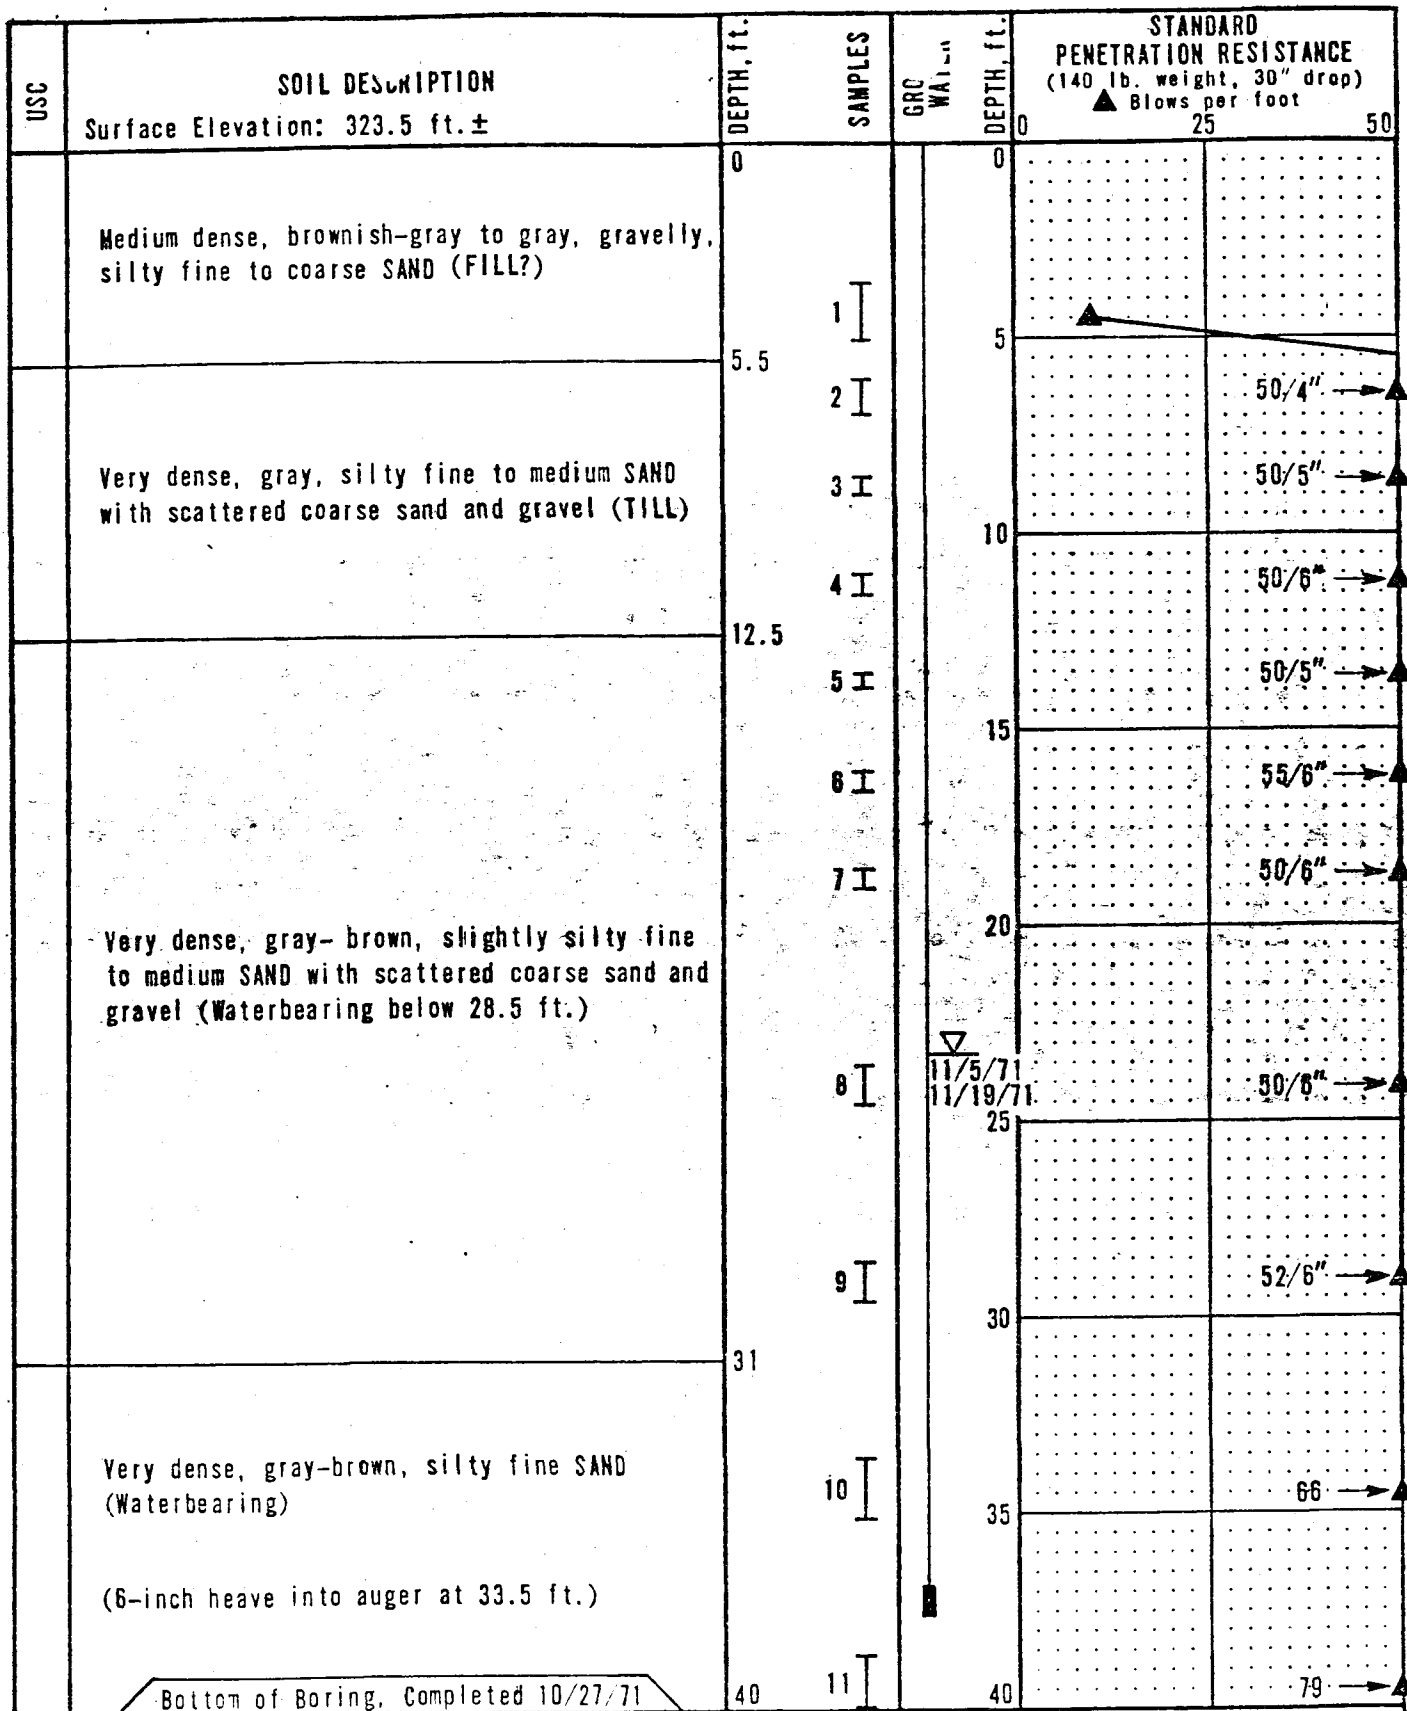 USC
SOIL DESCRIPTION
Surface Elevation: 323.5 ft.±
DEPTH, ft.
SAMPLES
GRO
WATER
DEPTH, ft.
STANDARD
PENETRATION RESISTANCE
(140 lb. weight, 30" drop)
▲ Blows per foot
0 25 50
0
0
Medium dense, brownish-gray to gray, gravelly,
silty fine to coarse SAND (FILL?)
1
5
5.5
2
50/4"
Very dense, gray, silty fine to medium SAND
with scattered coarse sand and gravel (TILL)
3
50/5"
10
4
50/6"
12.5
5
50/5"
15
6
55/6"
7
50/6"
20
Very dense, gray-brown, slightly silty fine
to medium SAND with scattered coarse sand and
gravel (Waterbearing below 28.5 ft.)
11/5/71
11/19/71
8
50/6"
25
9
52/6"
30
31
Very dense, gray-brown, silty fine SAND
(Waterbearing)
10
66
35
(6-inch heave into auger at 33.5 ft.)
11
79
Bottom of Boring, Completed 10/27/71
40
40